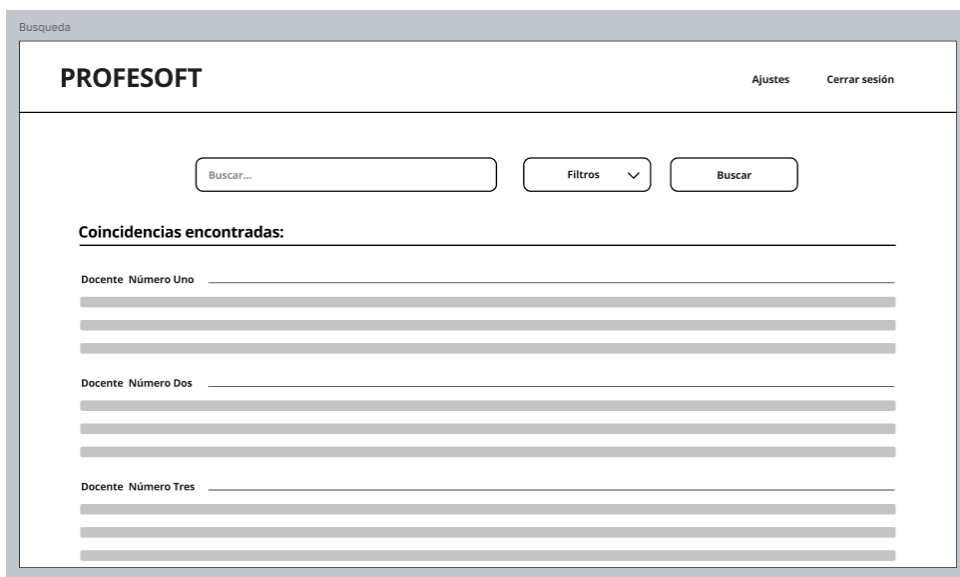 Busqueda
PROFESOFT
Ajustes Cerrar sesión
Buscar... Filtros Buscar
Coincidencias encontradas:
Docente Número Uno
Docente Número Dos
Docente Número Tres